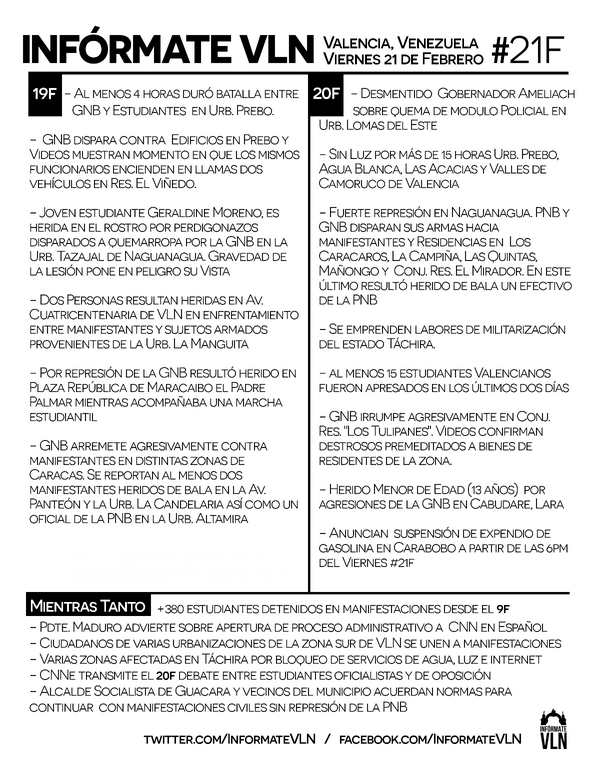 INFÓRMATE VLN VALENCIA, VENEZUELA
VIERNES 21 DE FEBRERO #21F
19F – AL MENOS 4 HORAS DURÓ BATALLA ENTRE
GNB Y ESTUDIANTES EN URB. PREBO.
– GNB DISPARA CONTRA EDIFICIOS EN PREBO Y
VIDEOS MUESTRAN MOMENTO EN QUE LOS MISMOS
FUNCIONARIOS ENCIENDEN EN LLAMAS DOS
VEHÍCULOS EN RES. EL VIÑEDO.
– JOVEN ESTUDIANTE GERALDINE MORENO, ES
HERIDA EN EL ROSTRO POR PERDIGONAZOS
DISPARADOS A QUEMARROPA POR LA GNB EN LA
URB. TAZAJAL DE NAGUANAGUA. GRAVEDAD DE
LA LESIÓN PONE EN PELIGRO SU VISTA
– DOS PERSONAS RESULTAN HERIDAS EN AV.
CUATRICENTENARIA DE VLN EN ENFRENTAMIENTO
ENTRE MANIFESTANTES Y SUJETOS ARMADOS
PROVENIENTES DE LA URB. LA MANGUITA
– POR REPRESIÓN DE LA GNB RESULTÓ HERIDO EN
PLAZA REPÚBLICA DE MARACAIBO EL PADRE
PALMAR MIENTRAS ACOMPAÑABA UNA MARCHA
ESTUDIANTIL
– GNB ARREMETE AGRESIVAMENTE CONTRA
MANIFESTANTES EN DISTINTAS ZONAS DE
CARACAS. SE REPORTAN AL MENOS DOS
MANIFESTANTES HERIDOS DE BALA EN LA AV.
PANTEÓN Y LA URB. LA CANDELARIA ASÍ COMO UN
OFICIAL DE LA PNB EN LA URB. ALTAMIRA
20F – DESMENTIDO GOBERNADOR AMELIACH
SOBRE QUEMA DE MODULO POLICIAL EN
URB. LOMAS DEL ESTE
– SIN LUZ POR MÁS DE 15 HORAS URB. PREBO,
AGUA BLANCA, LAS ACACIAS Y VALLES DE
CAMORUCO DE VALENCIA
– FUERTE REPRESIÓN EN NAGUANAGUA. PNB Y
GNB DISPARAN SUS ARMAS HACIA
MANIFESTANTES Y RESIDENCIAS EN LOS
CARACAROS, LA CAMPIÑA, LAS QUINTAS,
MAÑONGO Y CONJ. RES. EL MIRADOR. EN ESTE
ÚLTIMO RESULTÓ HERIDO DE BALA UN EFECTIVO
DE LA PNB
– SE EMPRENDEN LABORES DE MILITARIZACIÓN
DEL ESTADO TÁCHIRA.
– AL MENOS 15 ESTUDIANTES VALENCIANOS
FUERON APRESADOS EN LOS ÚLTIMOS DOS DÍAS
– GNB IRRUMPE AGRESIVAMENTE EN CONJ.
RES. "LOS TULIPANES". VIDEOS CONFIRMAN
DESTROSOS PREMEDITADOS A BIENES DE
RESIDENTES DE LA ZONA.
– HERIDO MENOR DE EDAD (13 AÑOS) POR
AGRESIONES DE LA GNB EN CABUDARE, LARA
– ANUNCIAN SUSPENSIÓN DE EXPENDIO DE
GASOLINA EN CARABOBO A PARTIR DE LAS 6PM
DEL VIERNES #21F
MIENTRAS TANTO +380 ESTUDIANTES DETENIDOS EN MANIFESTACIONES DESDE EL 9F
– PDTE. MADURO ADVIERTE SOBRE APERTURA DE PROCESO ADMINISTRATIVO A CNN EN ESPAÑOL
– CIUDADANOS DE VARIAS URBANIZACIONES DE LA ZONA SUR DE VLN SE UNEN A MANIFESTACIONES
– VARIAS ZONAS AFECTADAS EN TÁCHIRA POR BLOQUEO DE SERVICIOS DE AGUA, LUZ E INTERNET
– CNNE TRANSMITE EL 20F DEBATE ENTRE ESTUDIANTES OFICIALISTAS Y DE OPOSICIÓN
– ALCALDE SOCIALISTA DE GUACARA Y VECINOS DEL MUNICIPIO ACUERDAN NORMAS PARA
CONTINUAR CON MANIFESTACIONES CIVILES SIN REPRESIÓN DE LA PNB
TWITTER.COM/INFORMATEVLN / FACEBOOK.COM/INFORMATEVLN
INFÓRMATE
VLN